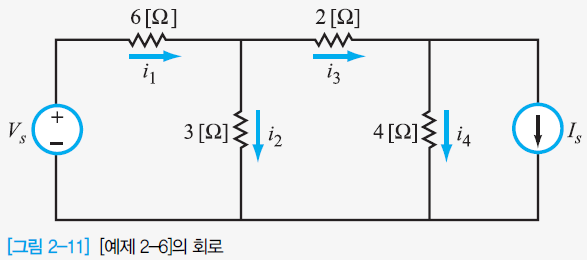 6 [Ω] 2 [Ω]
i₁ i₃
Vₛ + − 3 [Ω] i₂ 4 [Ω] i₄ Iₛ
[그림 2-11] [예제 2-6]의 회로